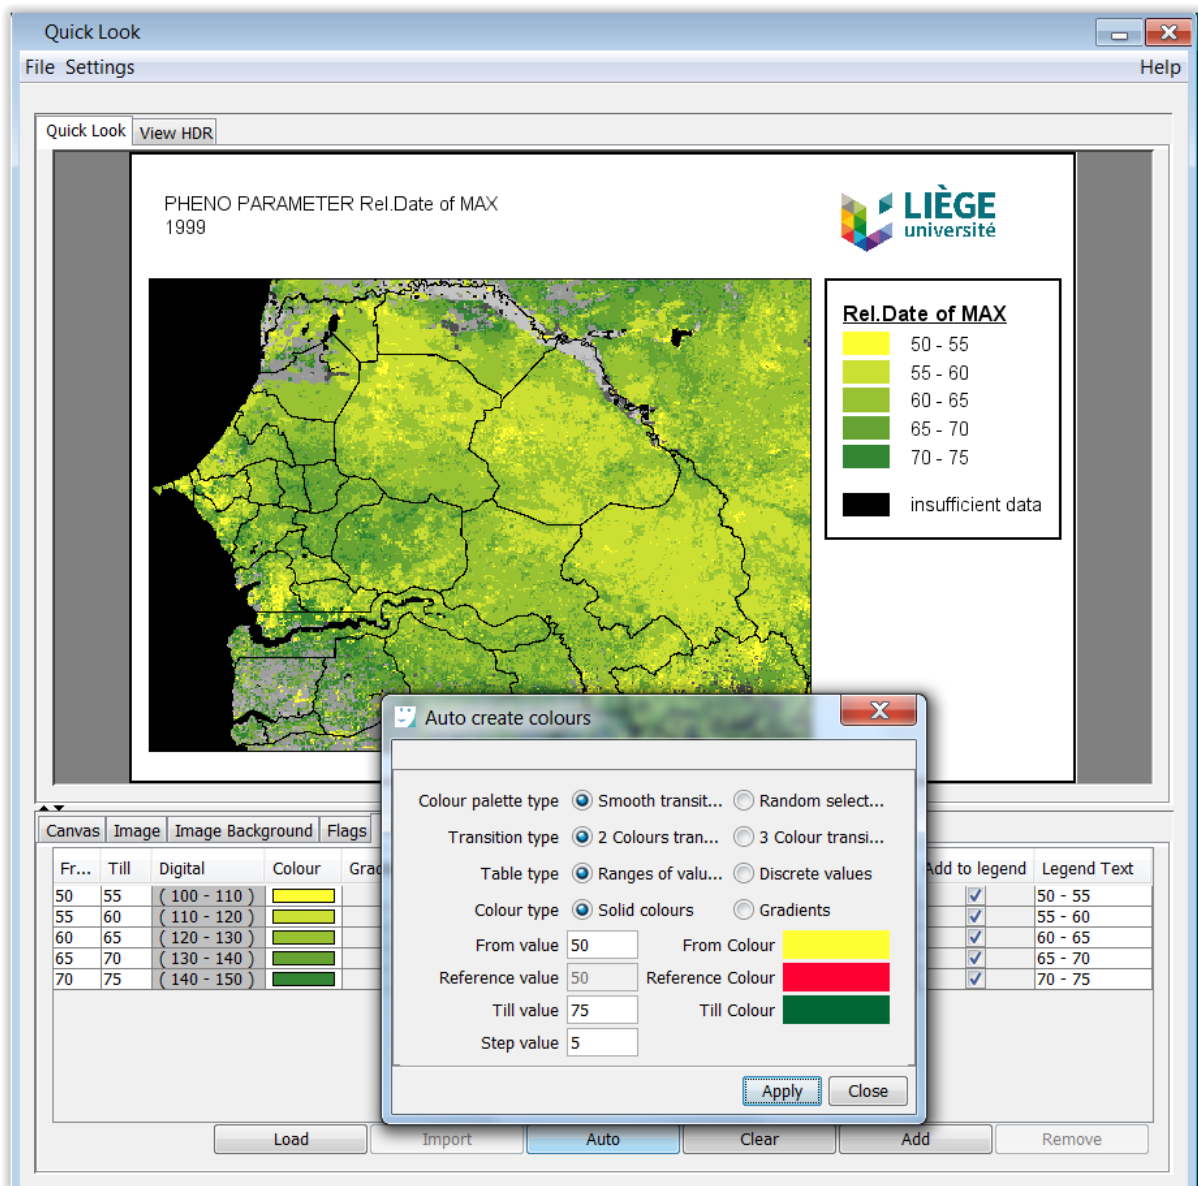 Quick Look
File Settings Help
Quick Look View HDR
PHENO PARAMETER Rel.Date of MAX
1999
LIÈGE
université
Rel.Date of MAX
50 - 55
55 - 60
60 - 65
65 - 70
70 - 75
insufficient data
Auto create colours
Colour palette type Smooth transit... Random select...
Transition type 2 Colours tran... 3 Colour transi...
Table type Ranges of valu... Discrete values
Colour type Solid colours Gradients
From value 50 From Colour
Reference value 50 Reference Colour
Till value 75 Till Colour
Step value 5
Apply Close
Canvas Image Image Background Flags
Fr... Till Digital Colour Grad Add to legend Legend Text
50 55 ( 100 - 110 ) 50 - 55
55 60 ( 110 - 120 ) 55 - 60
60 65 ( 120 - 130 ) 60 - 65
65 70 ( 130 - 140 ) 65 - 70
70 75 ( 140 - 150 ) 70 - 75
Load Import Auto Clear Add Remove